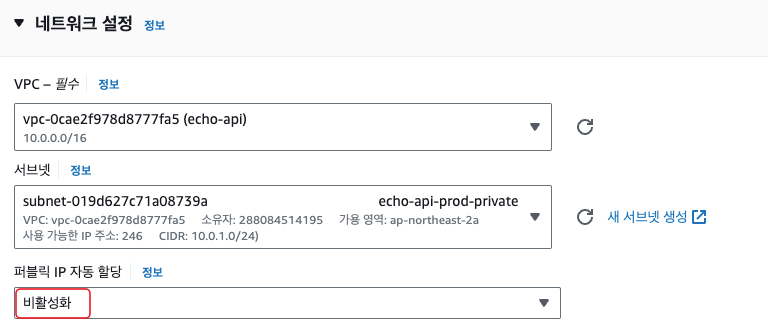 ▼ 네트워크 설정 정보
VPC – 필수 정보
vpc-0cae2f978d8777fa5 (echo-api)
10.0.0.0/16
서브넷 정보
subnet-019d627c71a08739a echo-api-prod-private
VPC: vpc-0cae2f978d8777fa5 소유자: 288084514195 가용 영역: ap-northeast-2a
사용 가능한 IP 주소: 246 CIDR: 10.0.1.0/24)
새 서브넷 생성
퍼블릭 IP 자동 할당 정보
비활성화